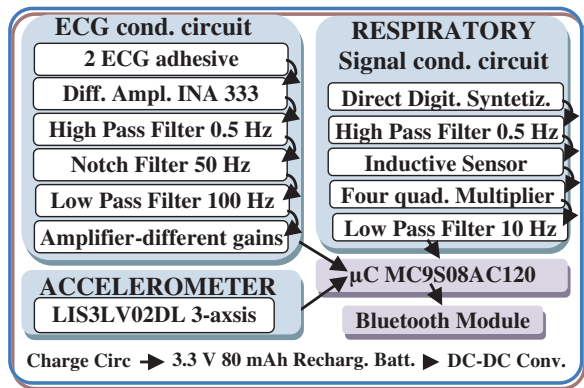 ECG cond. circuit
2 ECG adhesive
Diff. Ampl. INA 333
High Pass Filter 0.5 Hz
Notch Filter 50 Hz
Low Pass Filter 100 Hz
Amplifier-different gains
RESPIRATORY
Signal cond. circuit
Direct Digit. Syntetiz.
High Pass Filter 0.5 Hz
Inductive Sensor
Four quad. Multiplier
Low Pass Filter 10 Hz
ACCELEROMETER
LIS3LV02DL 3-axsis
μC MC9S08AC120
Bluetooth Module
Charge Circ 3.3 V 80 mAh Recharg. Batt. DC-DC Conv.